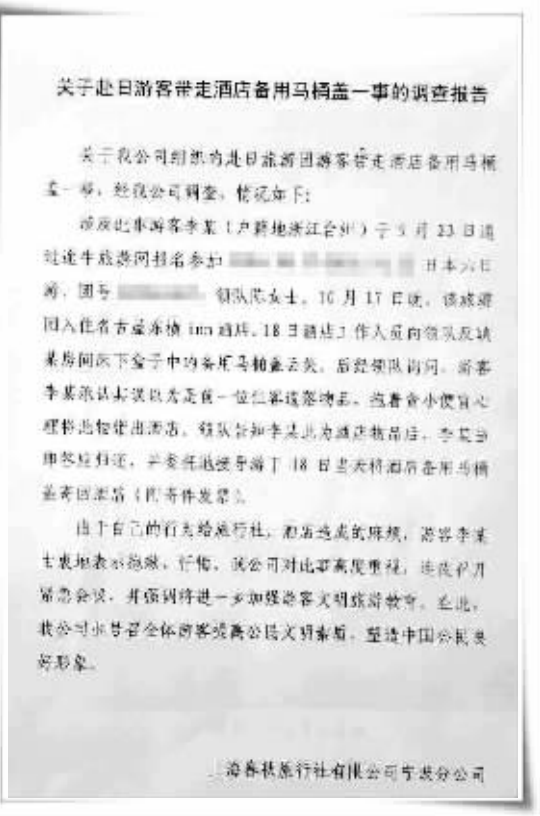 关于赴日游客带走酒店备用马桶盖一事的调查报告
关于我公司组织的赴日旅游团游客带走酒店备用马桶
盖一事，经我公司调查，情况如下：
涉及此事游客李某（户籍地浙江台州）于9月23日通
过途牛旅游网报名参加 日本六日
游，团号 领队陈女士。10月17日晚，该旅游
团入住名古屋东横inn酒店。18日酒店工作人员向领队反映
某房间床下盒子中的备用马桶盖丢失。后经领队询问，游客
李某承认其误以为是前一位住客遗落物品，抱着贪小便宜心
理将此物带出酒店。领队告知李某此为酒店物品后，李某当
即答应归还，并委托地接导游于18日当天将酒店备用马桶
盖寄回酒店（附寄件发票）。
由于自己的行为给旅行社、酒店造成的麻烦，游客李某
由衷地表示抱歉、忏悔。我公司对此事高度重视，连夜召开
紧急会议，并强调将进一步加强游客文明旅游教育。在此，
我公司也号召全体游客提高公民文明素质，塑造中国公民良
好形象。
上海春秋旅行社有限公司宁波分公司